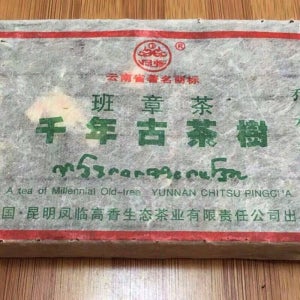 ®
云南省著名商标
班章茶
千年古茶樹
A tea of Millennial Old-tree YUNNAN CHITSU PINGCHA
国·昆明凤临高香生态茶业有限责任公司出